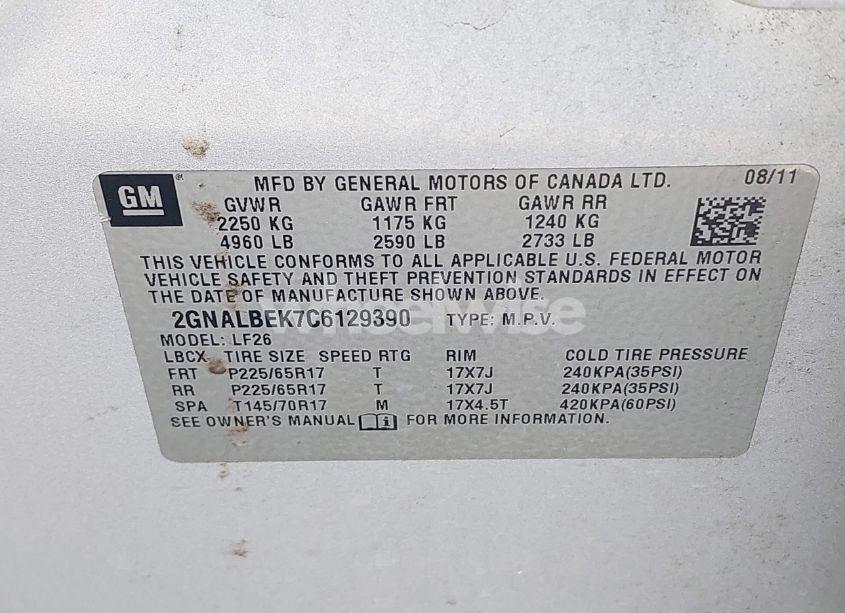 GM
MFD BY GENERAL MOTORS OF CANADA LTD. 08/11
GVWR GAWR FRT GAWR RR
2250 KG 1175 KG 1240 KG
4960 LB 2590 LB 2733 LB
THIS VEHICLE CONFORMS TO ALL APPLICABLE U.S. FEDERAL MOTOR
VEHICLE SAFETY AND THEFT PREVENTION STANDARDS IN EFFECT ON
THE DATE OF MANUFACTURE SHOWN ABOVE.
2GNALBEK7C6129390 TYPE: M.P.V.
MODEL: LF26
LBCX TIRE SIZE SPEED RTG RIM COLD TIRE PRESSURE
FRT P225/65R17 T 17X7J 240KPA(35PSI)
RR P225/65R17 T 17X7J 240KPA(35PSI)
SPA T145/70R17 M 17X4.5T 420KPA(60PSI)
SEE OWNER'S MANUAL FOR MORE INFORMATION.